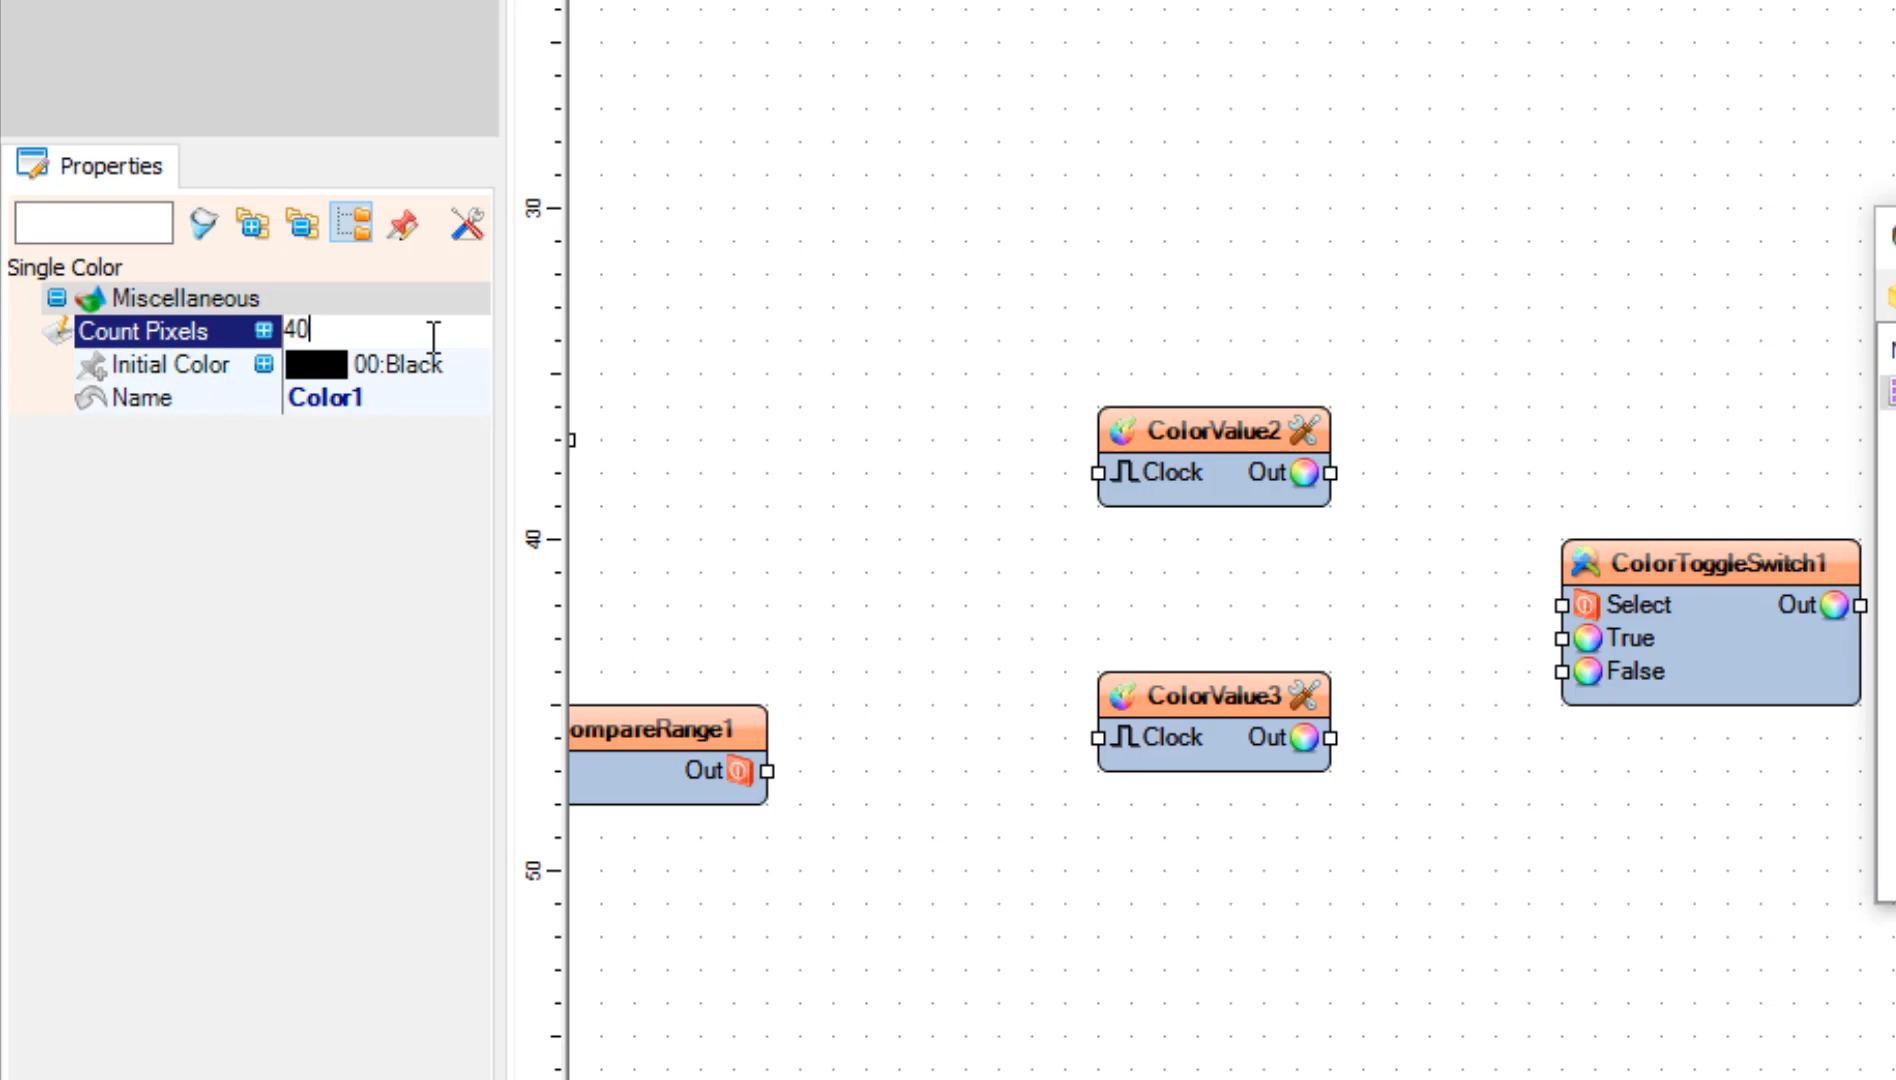 Properties
Single Color
Miscellaneous
Count Pixels 40
Initial Color 00:Black
Name Color1
30
40
50
ColorValue2
Clock Out
ColorToggleSwitch1
Select Out
True
False
ColorValue3
Clock Out
ompareRange1
Out